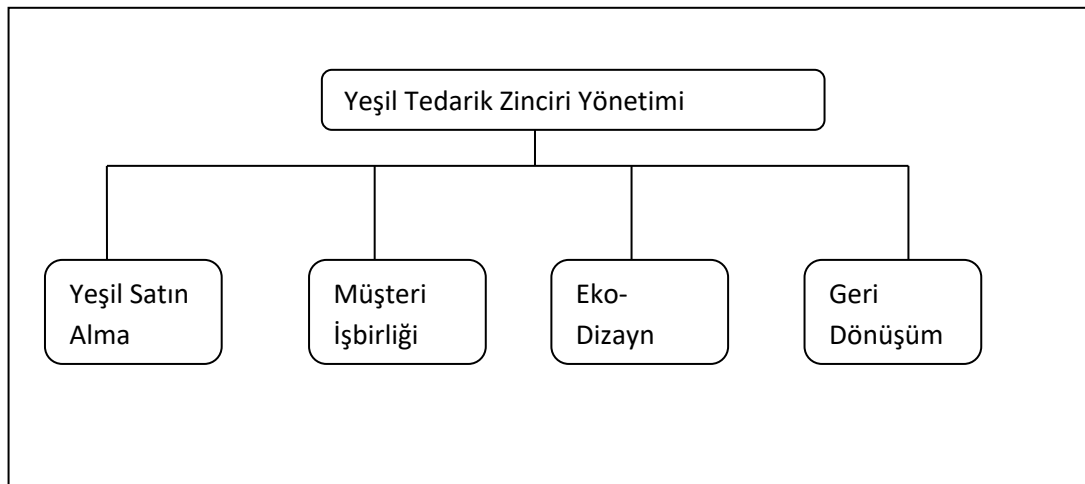 Yeşil Tedarik Zinciri Yönetimi
Yeşil Satın
Alma
Müşteri
İşbirliği
Eko-
Dizayn
Geri
Dönüşüm